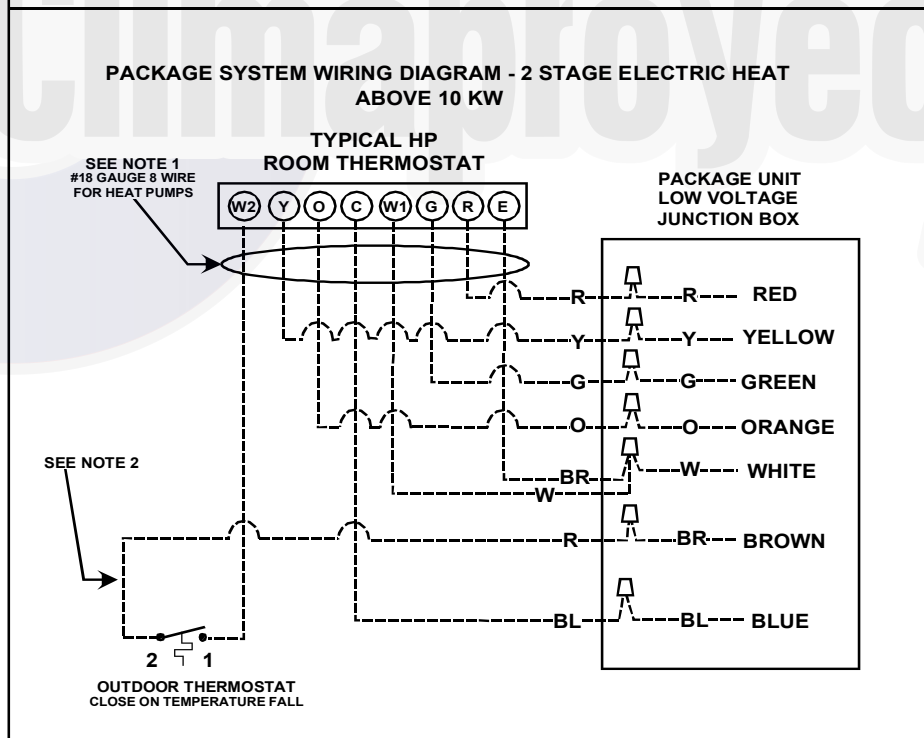 Climaproyec
PACKAGE SYSTEM WIRING DIAGRAM - 2 STAGE ELECTRIC HEAT
ABOVE 10 KW
TYPICAL HP
ROOM THERMOSTAT
SEE NOTE 1
#18 GAUGE 8 WIRE
FOR HEAT PUMPS
PACKAGE UNIT
LOW VOLTAGE
JUNCTION BOX
W2 Y O C W1 G R E
R R RED
Y Y YELLOW
G G GREEN
O O ORANGE
BR W WHITE
W
SEE NOTE 2
R BR BROWN
BL BL BLUE
2 1
OUTDOOR THERMOSTAT
CLOSE ON TEMPERATURE FALL